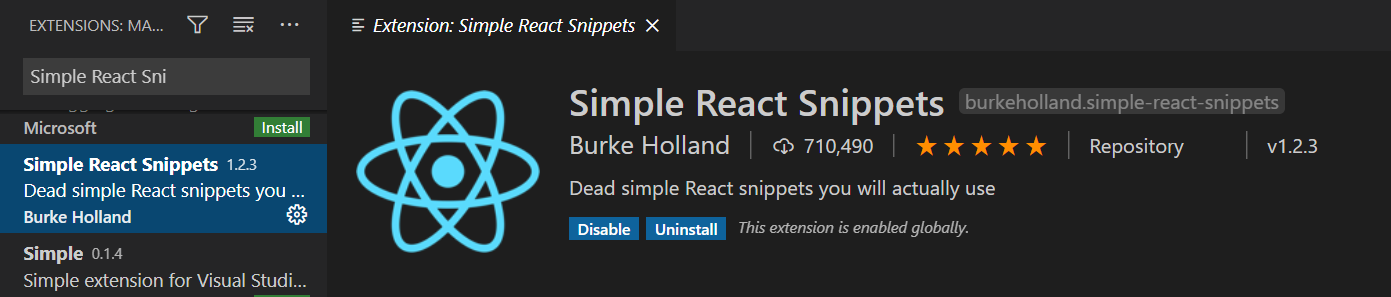 EXTENSIONS: MA...
Simple React Sni
Microsoft
Install
Simple React Snippets 1.2.3
Dead simple React snippets you ...
Burke Holland
Simple 0.1.4
Simple extension for Visual Studi...
Extension: Simple React Snippets
Simple React Snippets burkeholland.simple-react-snippets
Burke Holland 710,490 Repository v1.2.3
Dead simple React snippets you will actually use
Disable Uninstall This extension is enabled globally.